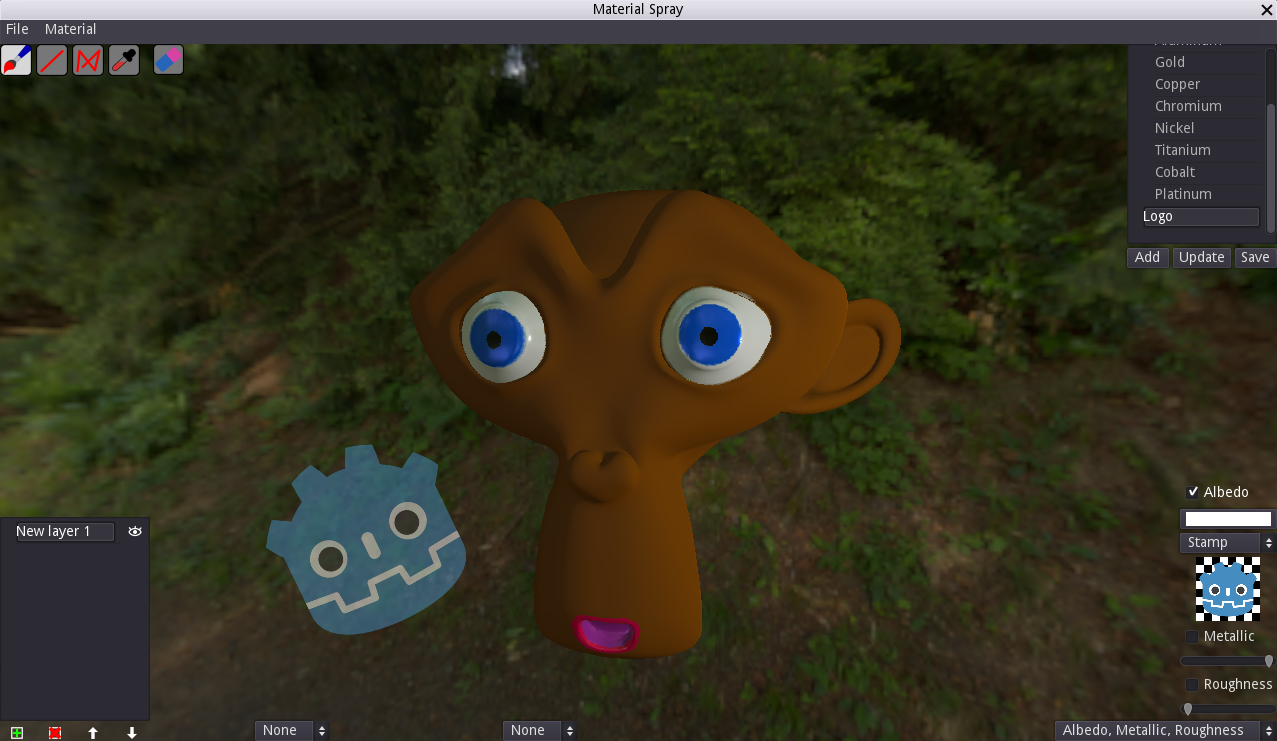 Material Spray
File Material
Aluminum
Gold
Copper
Chromium
Nickel
Titanium
Cobalt
Platinum
Logo
Add Update Save
Albedo
Stamp
Metallic
Roughness
New layer 1
None None Albedo, Metallic, Roughness